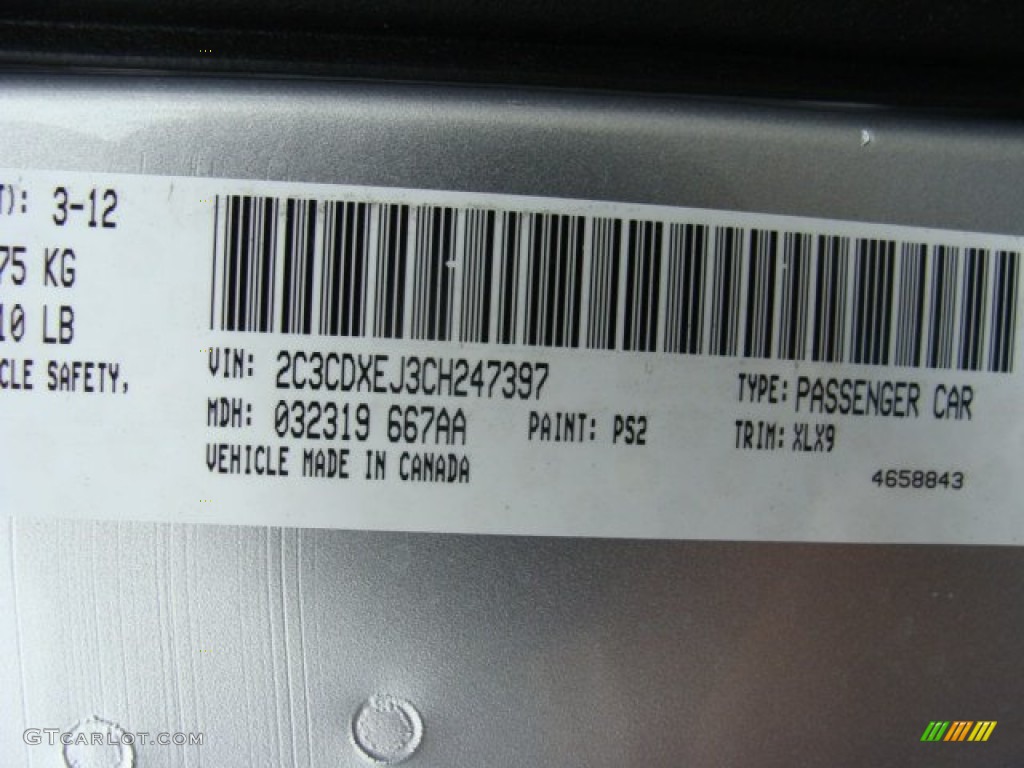 T): 3-12
75 KG
10 LB
CLE SAFETY,
VIN: 2C3CDXEJ3CH247397
TYPE: PASSENGER CAR
MDH: 032319 667AA PAINT: PS2
TRIM: XLX9
VEHICLE MADE IN CANADA
4658843
GTCARLOT.COM